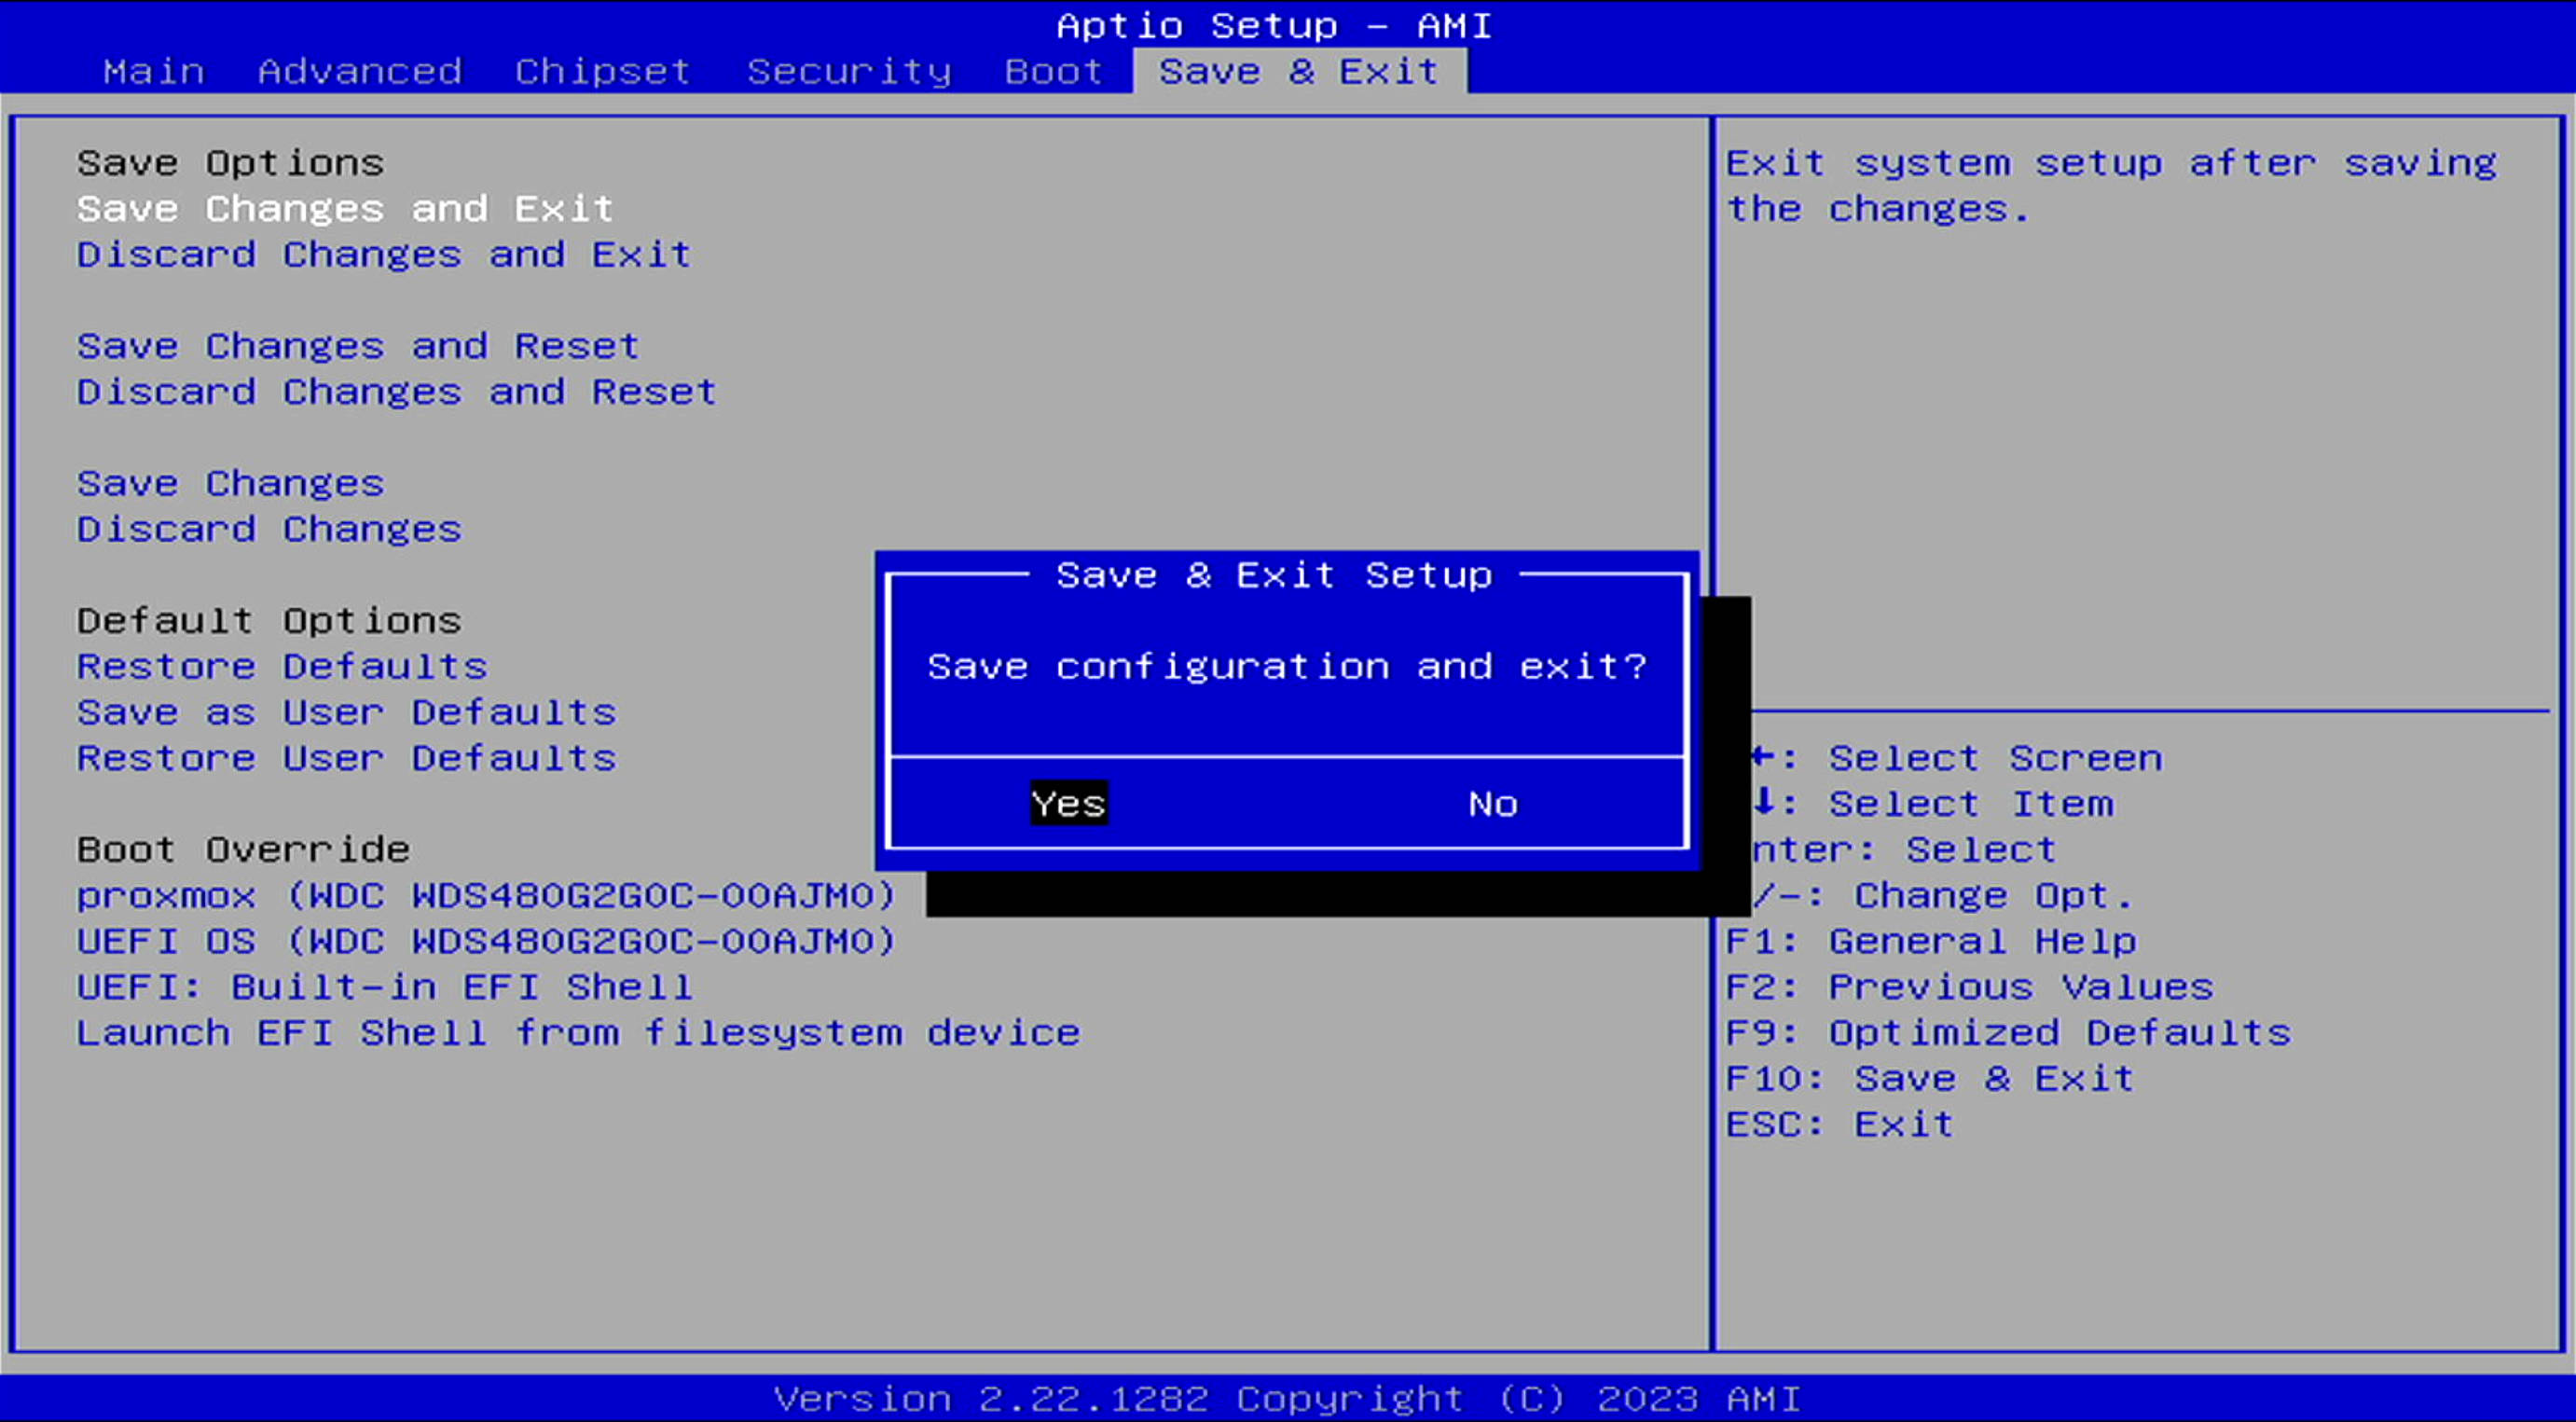 Aptio Setup – AMI
Main Advanced Chipset Security Boot Save & Exit
Save Options
Save Changes and Exit
Discard Changes and Exit
Save Changes and Reset
Discard Changes and Reset
Save Changes
Discard Changes
Default Options
Restore Defaults
Save as User Defaults
Restore User Defaults
Boot Override
proxmox (WDC WDS480G2G0C-00AJM0)
UEFI OS (WDC WDS480G2G0C-00AJM0)
UEFI: Built-in EFI Shell
Launch EFI Shell from filesystem device
Save & Exit Setup
Save configuration and exit?
Yes No
Exit system setup after saving
the changes.
←: Select Screen
↓: Select Item
nter: Select
/-: Change Opt.
F1: General Help
F2: Previous Values
F9: Optimized Defaults
F10: Save & Exit
ESC: Exit
Version 2.22.1282 Copyright (C) 2023 AMI